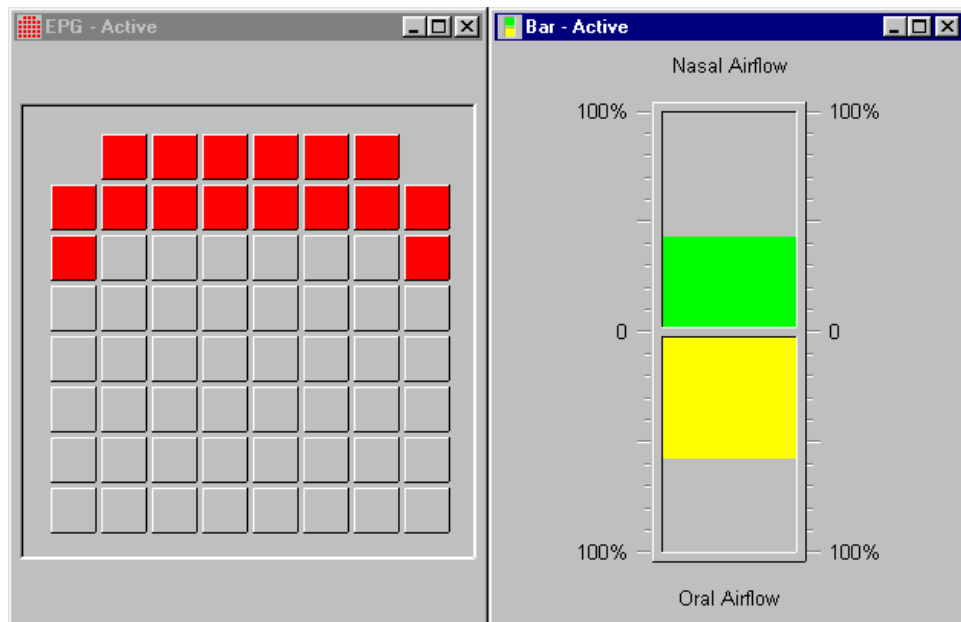 EPG - Active
Bar - Active
Nasal Airflow
100% 100%
0 0
100% 100%
Oral Airflow